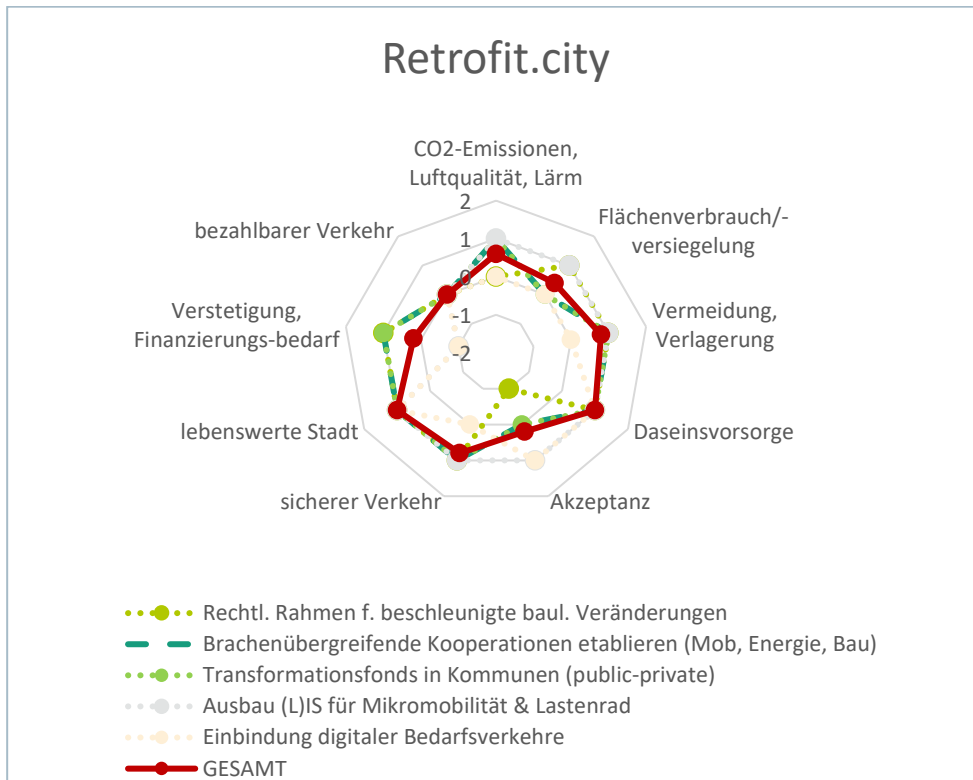 Retrofit.city
CO2-Emissionen,
Luftqualität, Lärm
Flächenverbrauch/-
versiegelung
Vermeidung,
Verlagerung
Daseinsvorsorge
Akzeptanz
sicherer Verkehr
lebenswerte Stadt
Verstetigung,
Finanzierungs-bedarf
bezahlbarer Verkehr
2
1
0
-1
-2
Rechtl. Rahmen f. beschleunigte baul. Veränderungen
Brachenübergreifende Kooperationen etablieren (Mob, Energie, Bau)
Transformationsfonds in Kommunen (public-private)
Ausbau (L)IS für Mikromobilität & Lastenrad
Einbindung digitaler Bedarfsverkehre
GESAMT